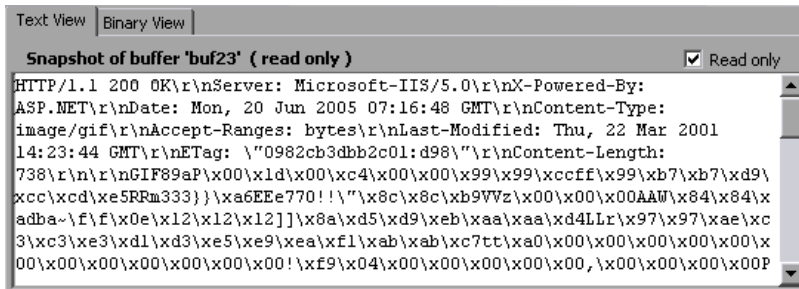 Text View Binary View
Snapshot of buffer 'buf23' ( read only ) Read only
HTTP/1.1 200 OK\r\nServer: Microsoft-IIS/5.0\r\nX-Powered-By:
ASP.NET\r\nDate: Mon, 20 Jun 2005 07:16:48 GMT\r\nContent-Type:
image/gif\r\nAccept-Ranges: bytes\r\nLast-Modified: Thu, 22 Mar 2001
14:23:44 GMT\r\nETag: \"0982cb3dbb2c01:d98\"\r\nContent-Length:
738\r\n\r\nGIF89aP\x00\x1d\x00\xc4\x00\x00\x99\x99\xccff\x99\xb7\xb7\xd9\
xcc\xcd\xe5RRm333}}\xa6EEe770!!\"\x8c\x8c\xb9VVz\x00\x00\x00AAW\x84\x84\x
adba~\f\f\x0e\x12\x12\x12]]\x8a\xd5\xd9\xeb\xaa\xaa\xd4LLr\x97\x97\xae\xc
3\xc3\xe3\xd1\xd3\xe5\xe9\xea\xf1\xab\xab\xc7tt\xa0\x00\x00\x00\x00\x00\x
00\x00\x00\x00\x00\x00\x00!\xf9\x04\x00\x00\x00\x00\x00,\x00\x00\x00\x00P